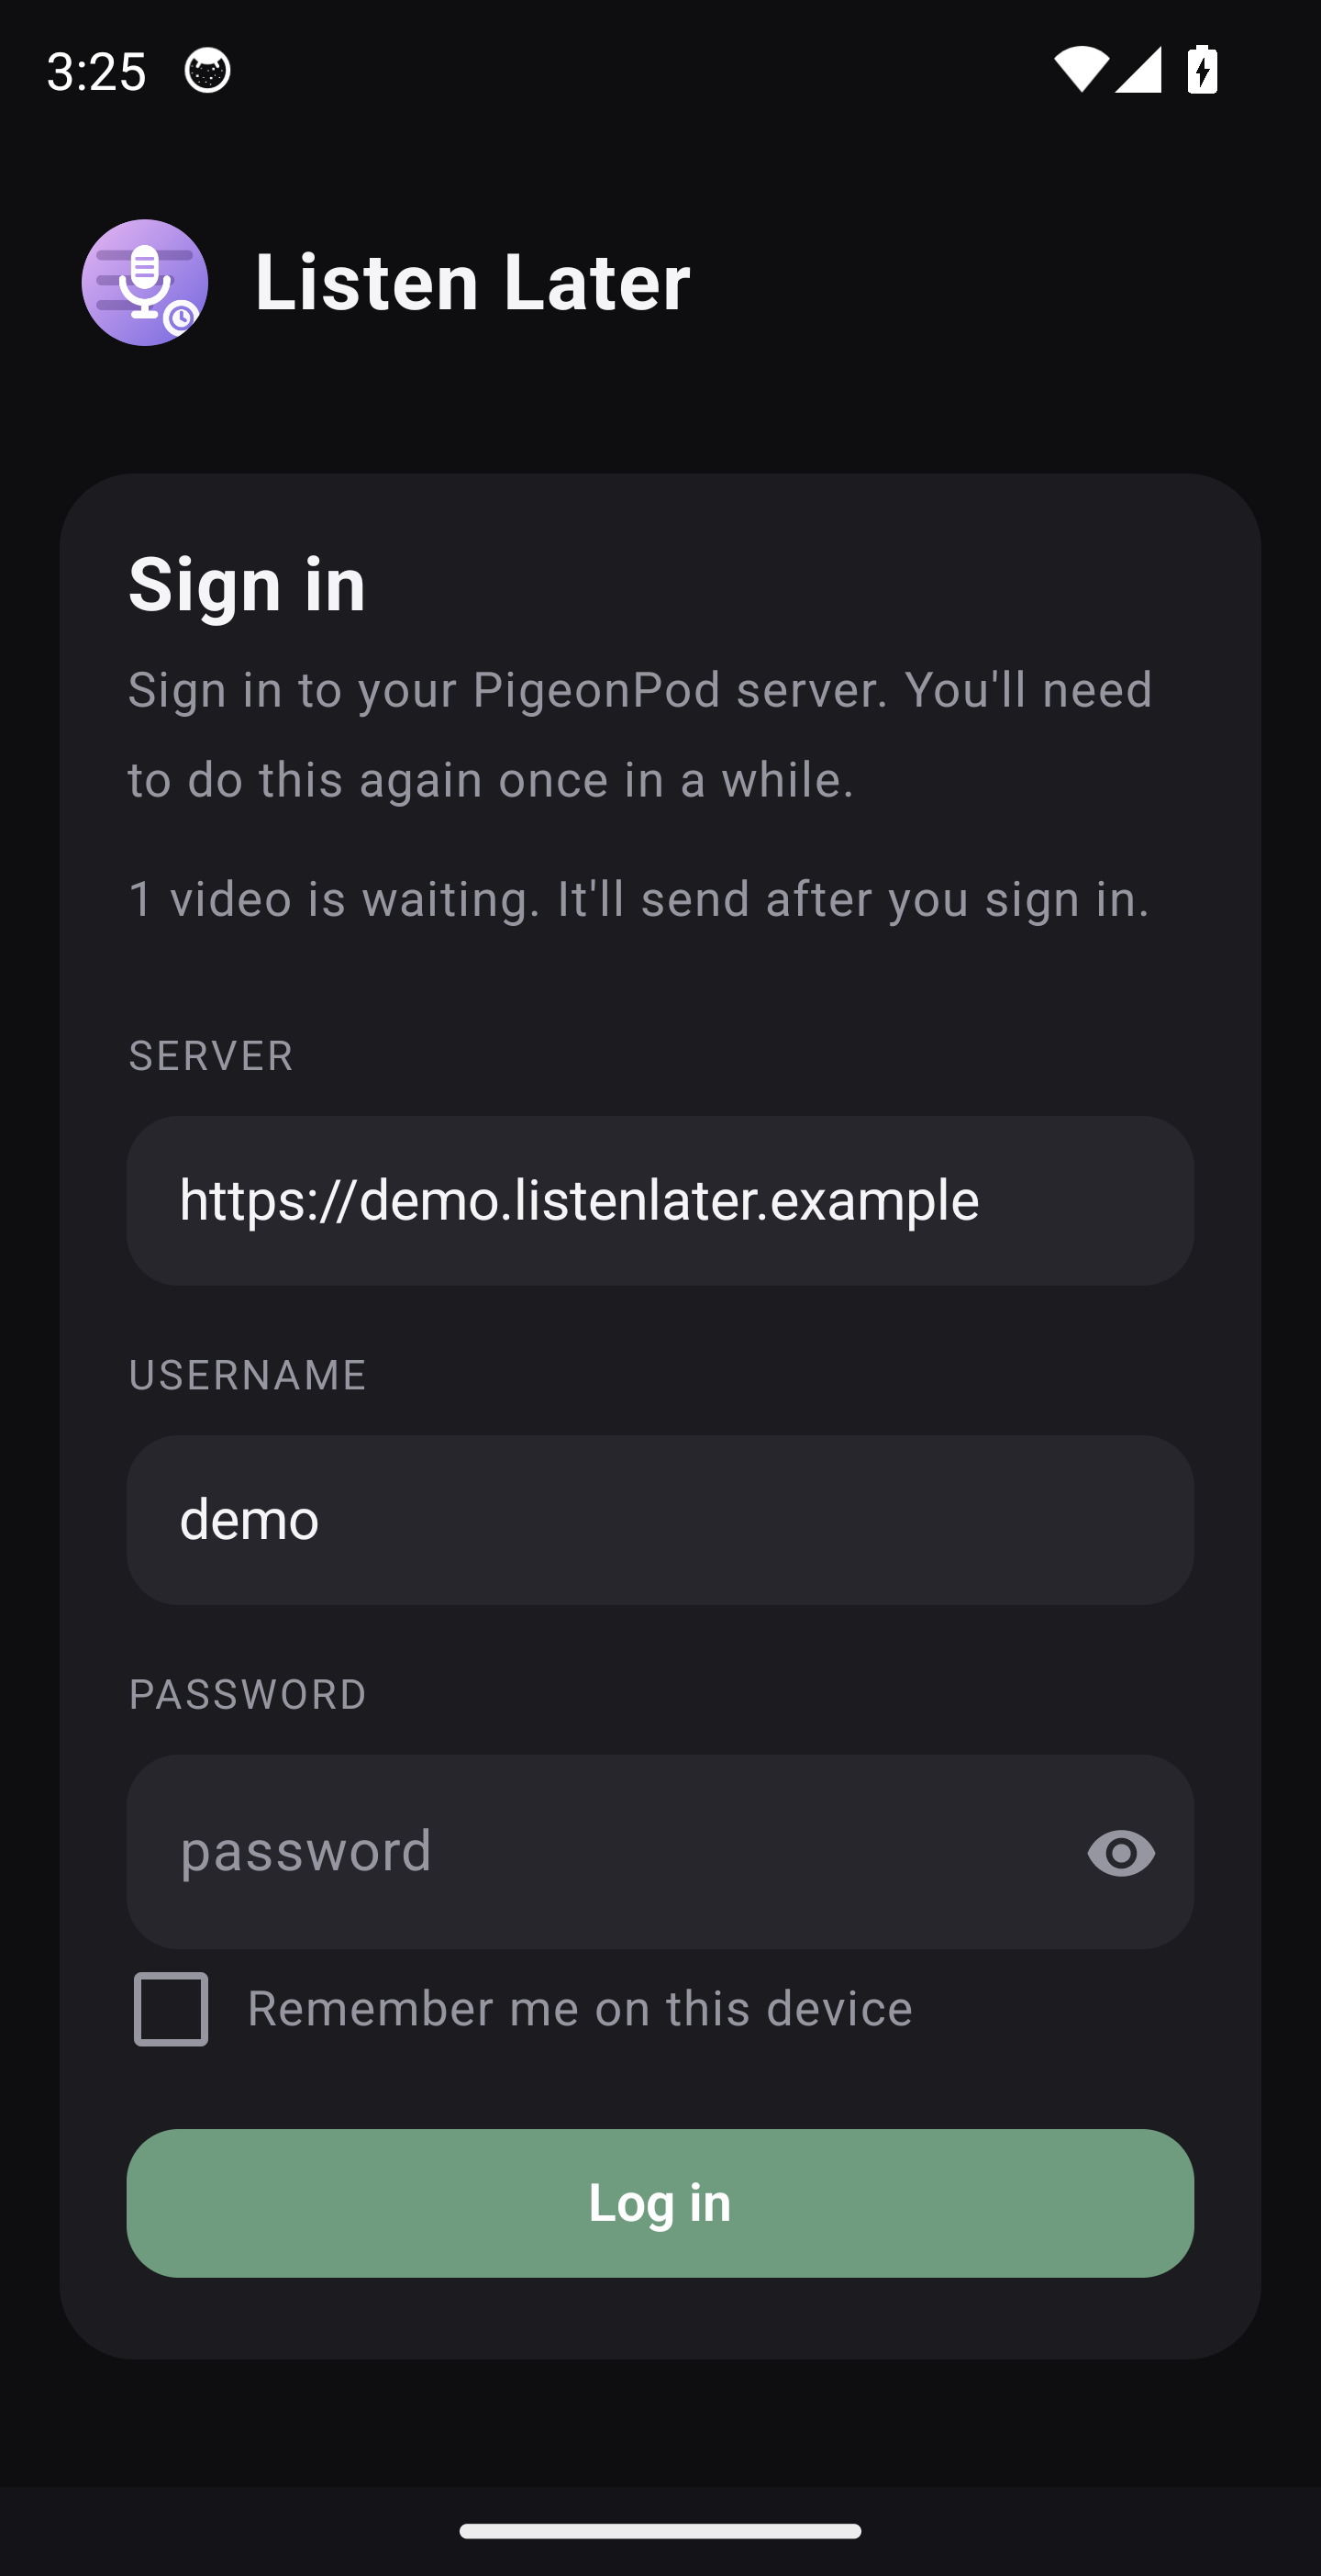 3:25
Listen Later
Sign in
Sign in to your PigeonPod server. You'll need
to do this again once in a while.
1 video is waiting. It'll send after you sign in.
SERVER
https://demo.listenlater.example
USERNAME
demo
PASSWORD
password
Remember me on this device
Log in